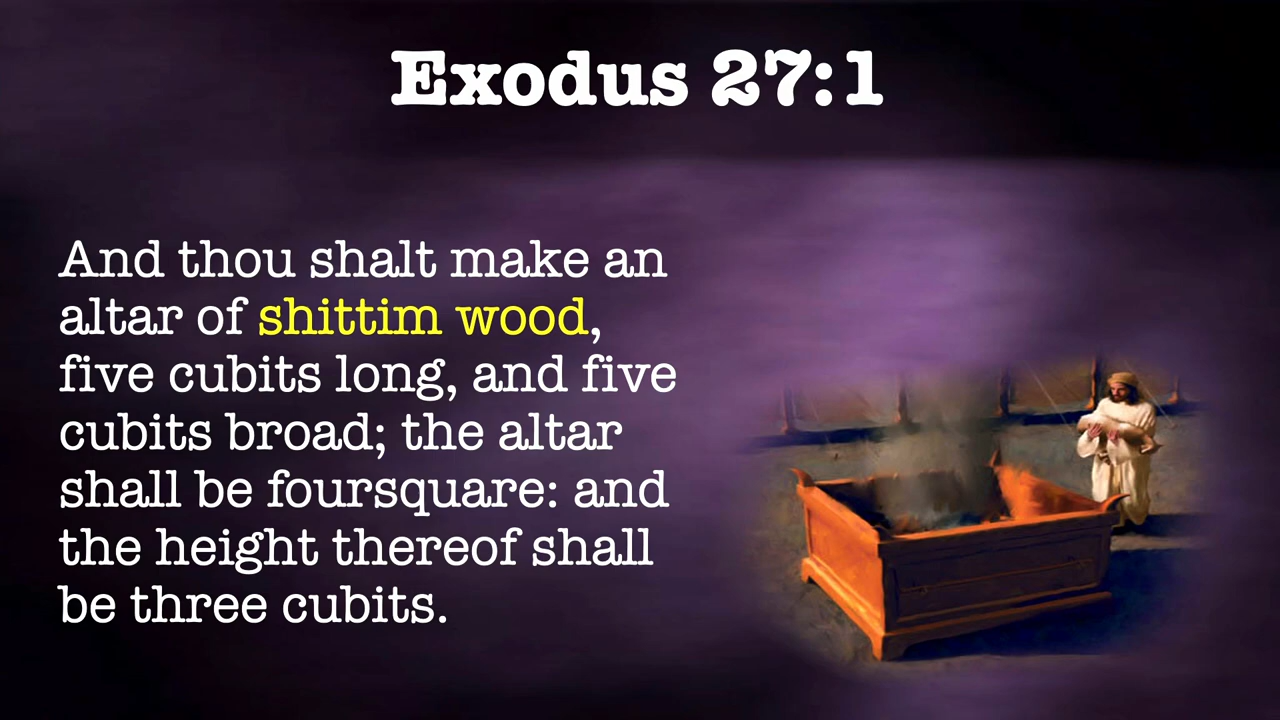 Exodus 27:1
And thou shalt make an
altar of shittim wood,
five cubits long, and five
cubits broad; the altar
shall be foursquare: and
the height thereof shall
be three cubits.